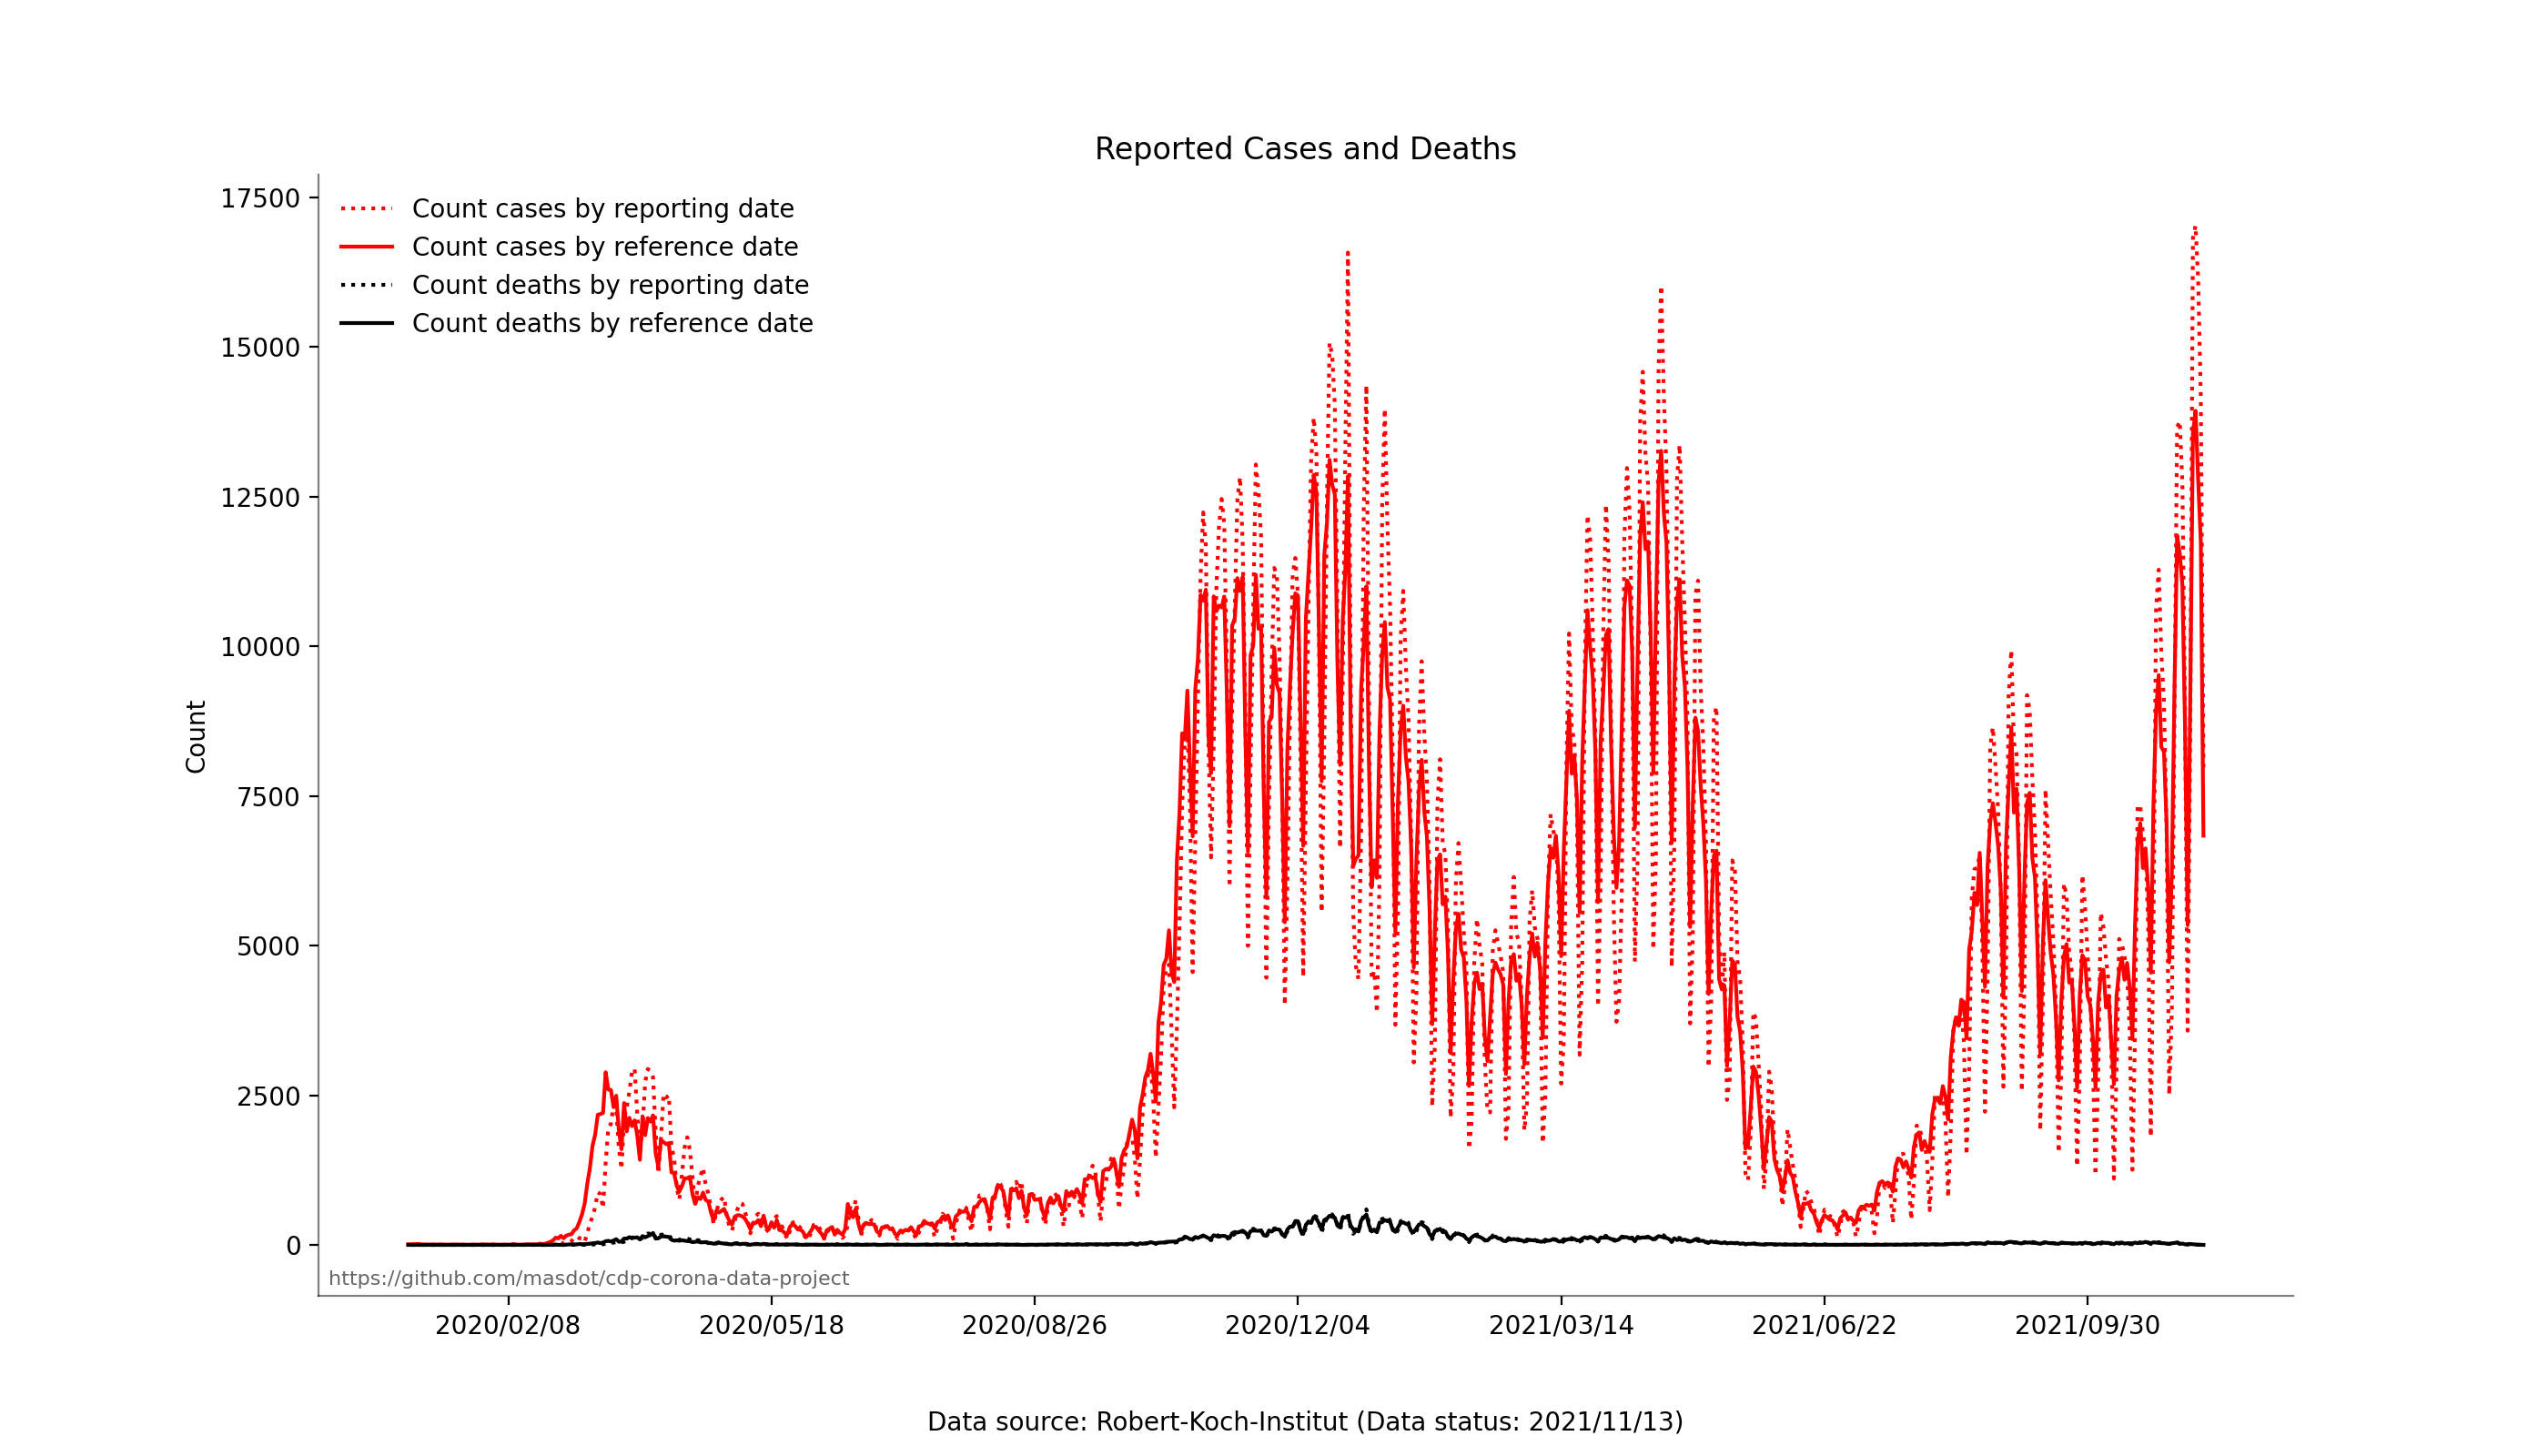 Reported Cases and Deaths
17500
15000
12500
10000
7500
5000
2500
0
Count
Count cases by reporting date
Count cases by reference date
Count deaths by reporting date
Count deaths by reference date
https://github.com/masdot/cdp-corona-data-project
2020/02/08 2020/05/18 2020/08/26 2020/12/04 2021/03/14 2021/06/22 2021/09/30
Data source: Robert-Koch-Institut (Data status: 2021/11/13)